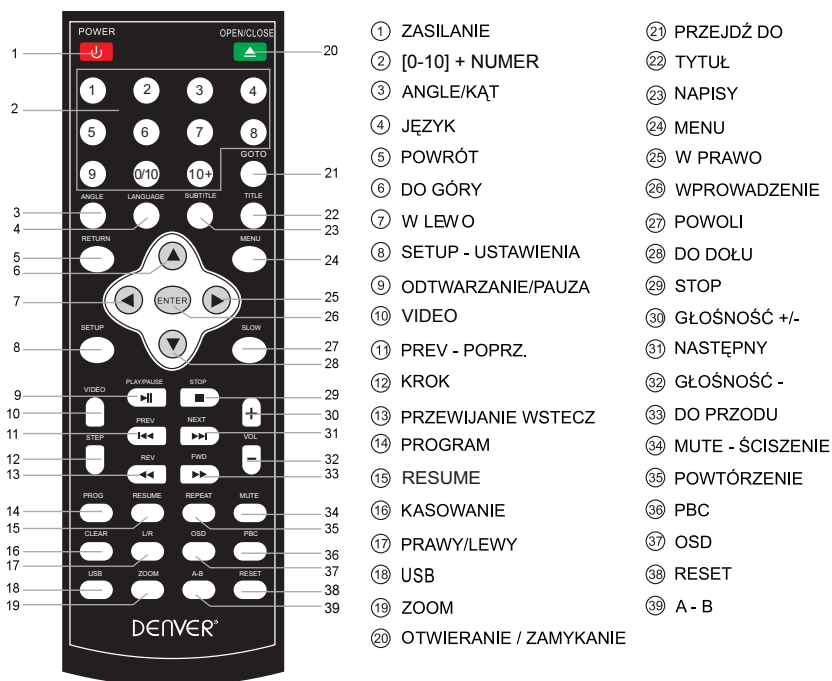 POWER OPEN/CLOSE
1 20
1 2 3 4
2
5 6 7 8
GOTO
9 0/10 10+
21
ANGLE LANGUAGE SUBTITLE TITLE
3 22
4 23
RETURN MENU
5 24
6
7 ENTER 25
26
SETUP SLOW
8 27
28
PLAY/PAUSE STOP
9 29
VIDEO + 30
10
PREV NEXT
11 31
STEP VOL
12 - 32
REV FWD
13 33
PROG RESUME REPEAT MUTE
14 34
15 35
CLEAR L/R OSD PBC
16 36
17 37
USB ZOOM A-B RESET
18 38
19 39
DENVER®
1 ZASILANIE
2 [0-10] + NUMER
3 ANGLE/KĄT
4 JĘZYK
5 POWRÓT
6 DO GÓRY
7 W LEWO
8 SETUP - USTAWIENIA
9 ODTWARZANIE/PAUZA
10 VIDEO
11 PREV - POPRZ.
12 KROK
13 PRZEWIJANIE WSTECZ
14 PROGRAM
15 RESUME
16 KASOWANIE
17 PRAWY/LEWY
18 USB
19 ZOOM
20 OTWIERANIE / ZAMYKANIE
21 PRZEJDŹ DO
22 TYTUŁ
23 NAPISY
24 MENU
25 W PRAWO
26 WPROWADZENIE
27 POWOLI
28 DO DOŁU
29 STOP
30 GŁOŚNOŚĆ +/-
31 NASTĘPNY
32 GŁOŚNOŚĆ -
33 DO PRZODU
34 MUTE - ŚCISZENIE
35 POWTÓRZENIE
36 PBC
37 OSD
38 RESET
39 A - B